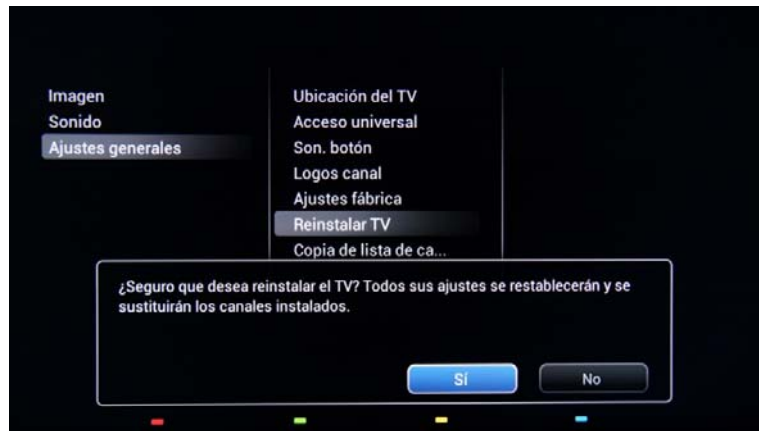 Imagen
Sonido
Ajustes generales
Ubicación del TV
Acceso universal
Son. botón
Logos canal
Ajustes fábrica
Reinstalar TV
Copia de lista de ca...
¿Seguro que desea reinstalar el TV? Todos sus ajustes se restablecerán y se
sustituirán los canales instalados.
Sí
No